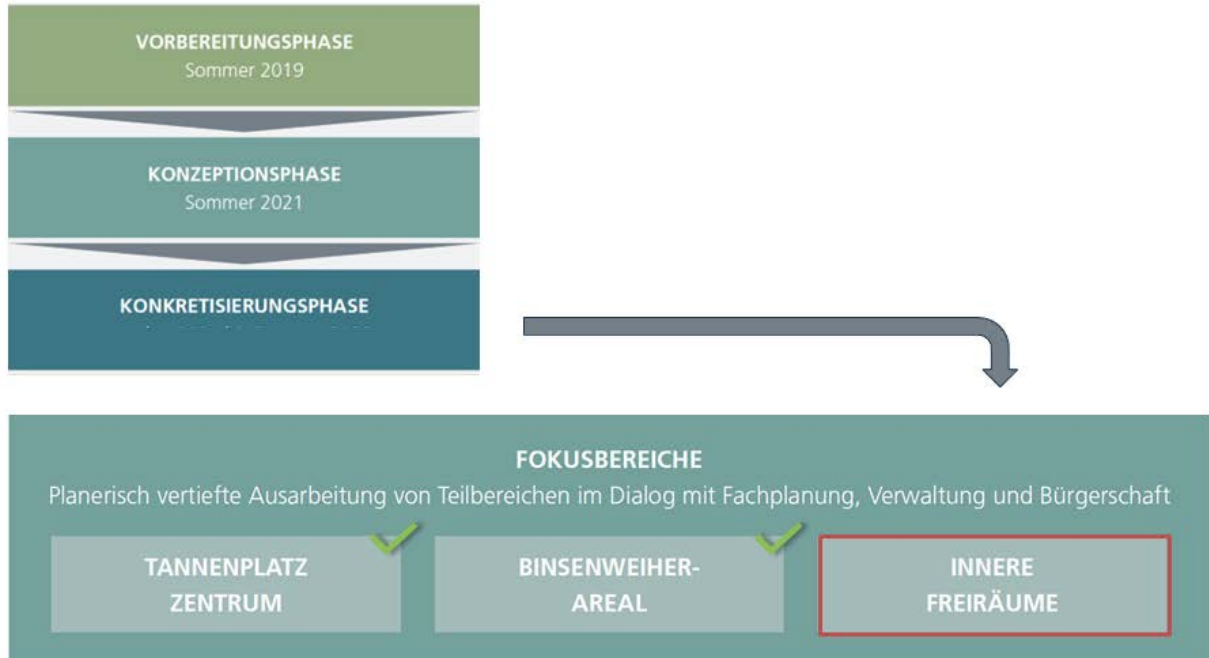 VORBEREITUNGSPHASE
Sommer 2019
KONZEPTIONSPHASE
Sommer 2021
KONKRETISIERUNGSPHASE
FOKUSBEREICHE
Planerisch vertiefte Ausarbeitung von Teilbereichen im Dialog mit Fachplanung, Verwaltung und Bürgerschaft
TANNENPLATZ
ZENTRUM
BINSENWEIHER-
AREAL
INNERE
FREIRÄUME